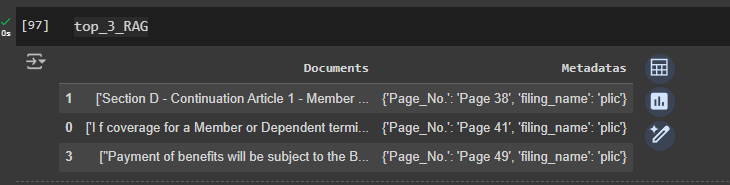 [97] top_3_RAG
0s
Documents Metadatas
1 ['Section D - Continuation Article 1 - Member ... {'Page_No.': 'Page 38', 'filing_name': 'plic'}
0 ['I f coverage for a Member or Dependent termi... {'Page_No.': 'Page 41', 'filing_name': 'plic'}
3 ["Payment of benefits will be subject to the B... {'Page_No.': 'Page 49', 'filing_name': 'plic'}